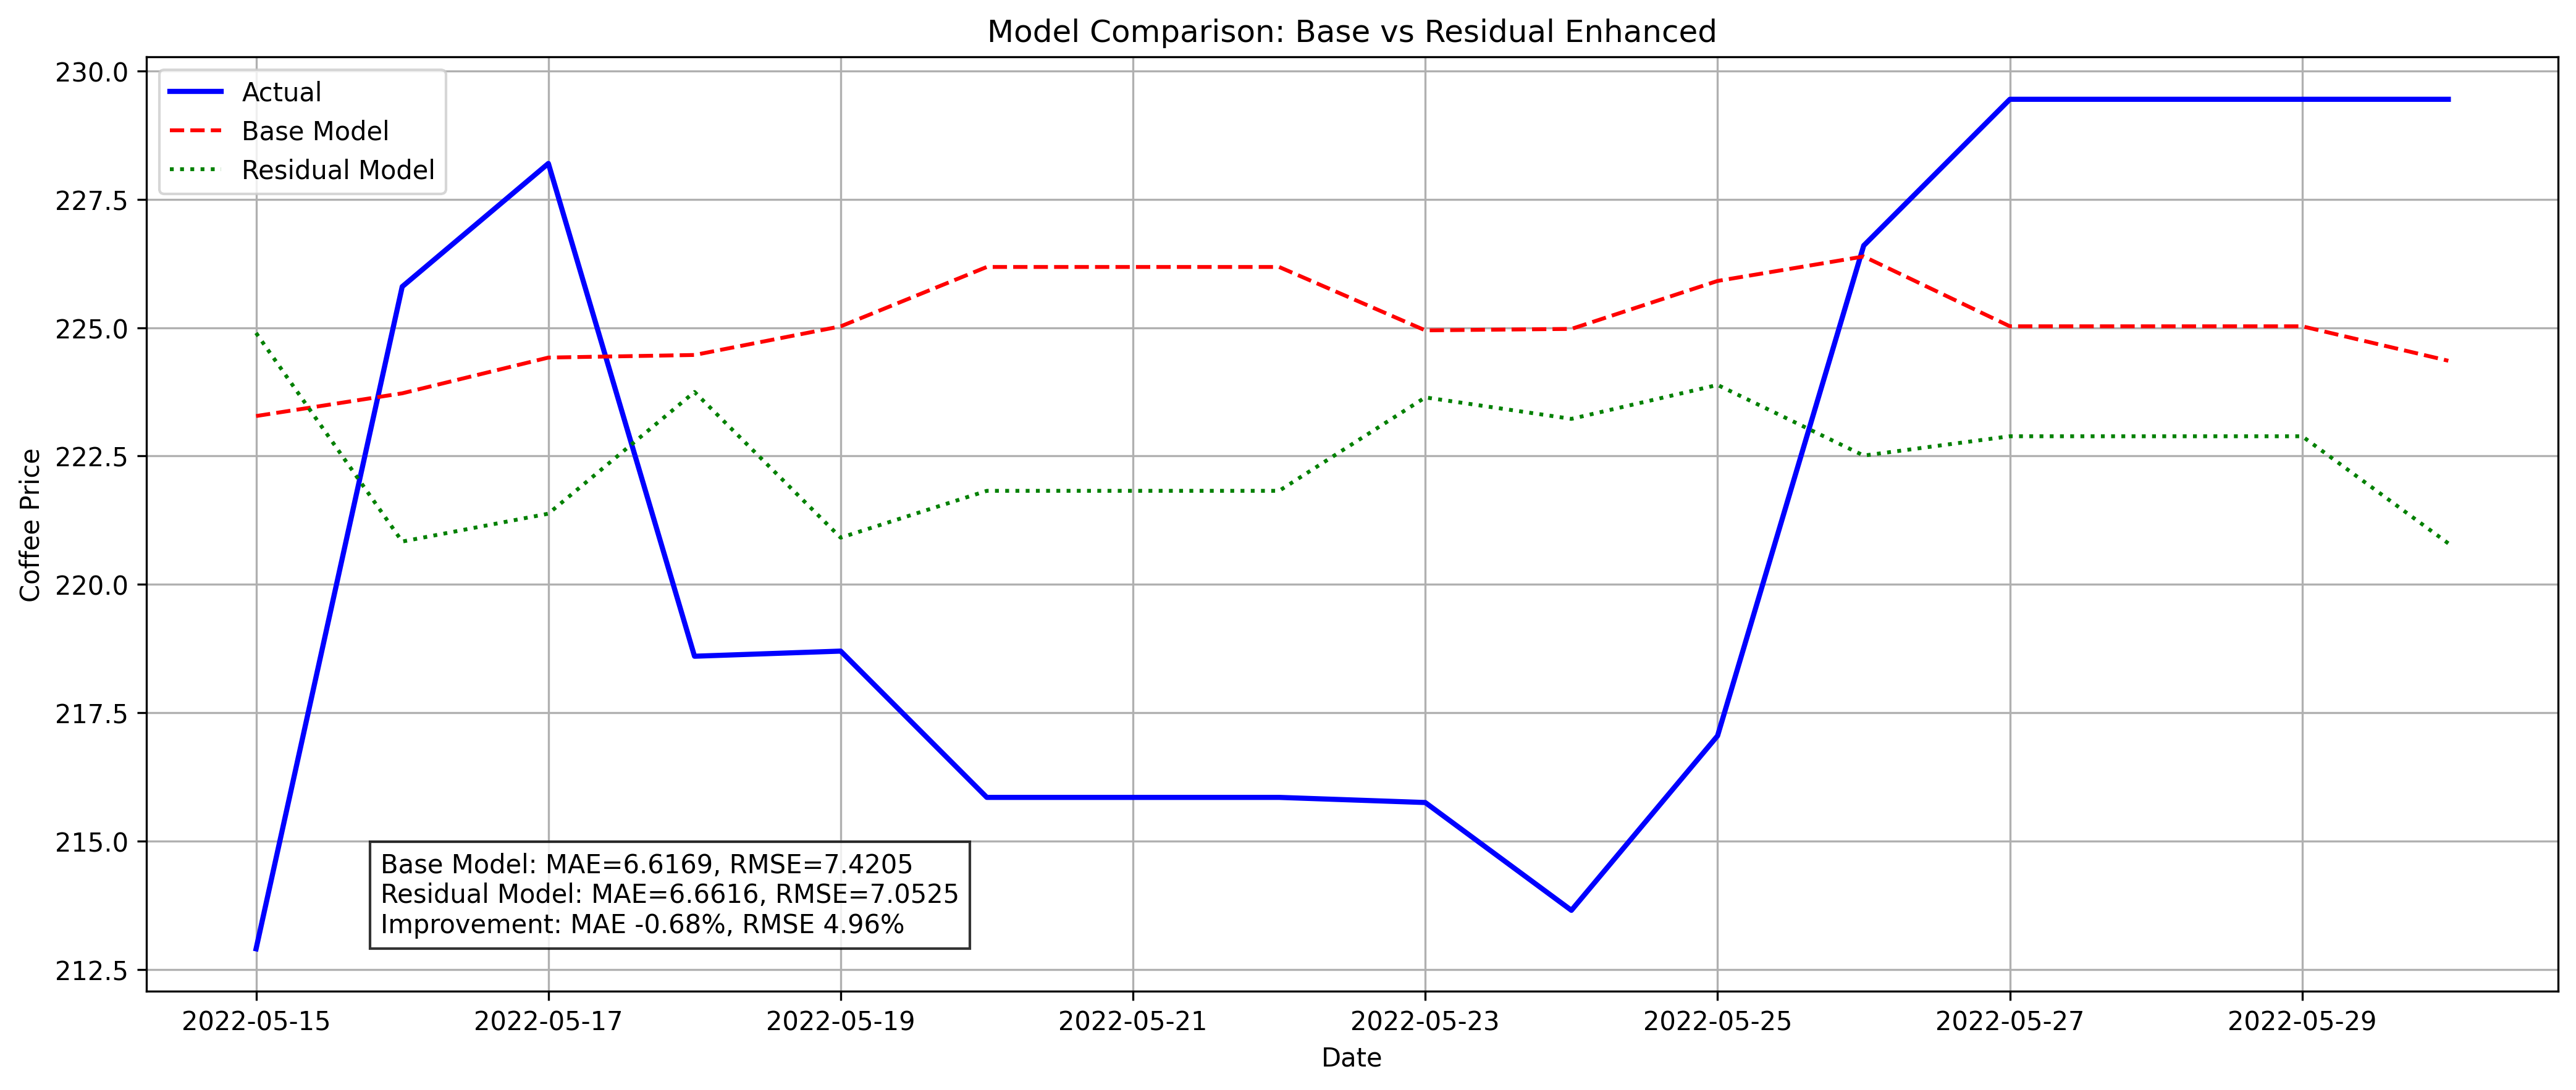 Model Comparison: Base vs Residual Enhanced
230.0
227.5
225.0
222.5
220.0
217.5
215.0
212.5
Coffee Price
Actual
Base Model
Residual Model
Base Model: MAE=6.6169, RMSE=7.4205
Residual Model: MAE=6.6616, RMSE=7.0525
Improvement: MAE -0.68%, RMSE 4.96%
2022-05-15 2022-05-17 2022-05-19 2022-05-21 2022-05-23 2022-05-25 2022-05-27 2022-05-29
Date